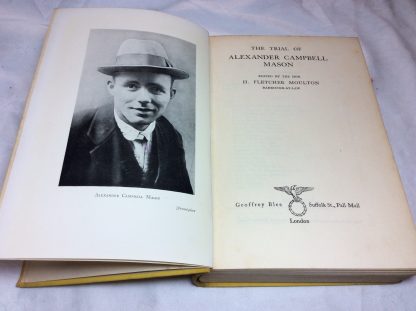 ALEXANDER CAMPBELL MASON
[Frontispiece
THE TRIAL OF
ALEXANDER CAMPBELL
MASON
EDITED BY THE HON.
H. FLETCHER MOULTON
BARRISTER-AT-LAW
Geoffrey Bles
Suffolk St., Pall Mall
London